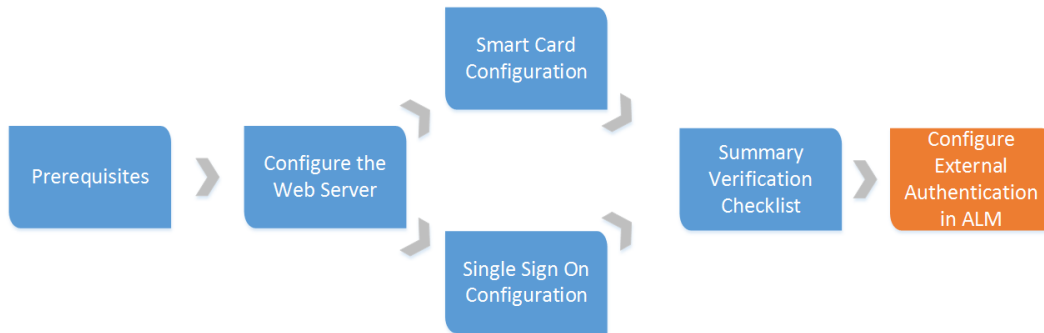 Prerequisites
Configure the
Web Server
Smart Card
Configuration
Single Sign On
Configuration
Summary
Verification
Checklist
Configure
External
Authentication
in ALM